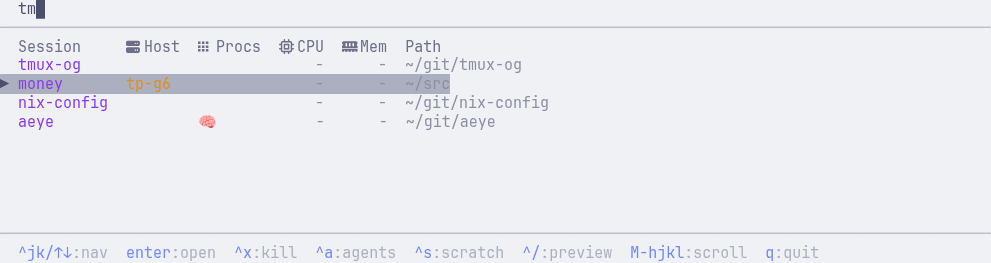 tm
Session Host Procs CPU Mem Path
tmux-og - - ~/git/tmux-og
▶ money tp-g6 - - ~/src
nix-config - - ~/git/nix-config
aeye 🧠 - - ~/git/aeye
^jk/↑↓:nav enter:open ^x:kill ^a:agents ^s:scratch ^/:preview M-hjkl:scroll q:quit